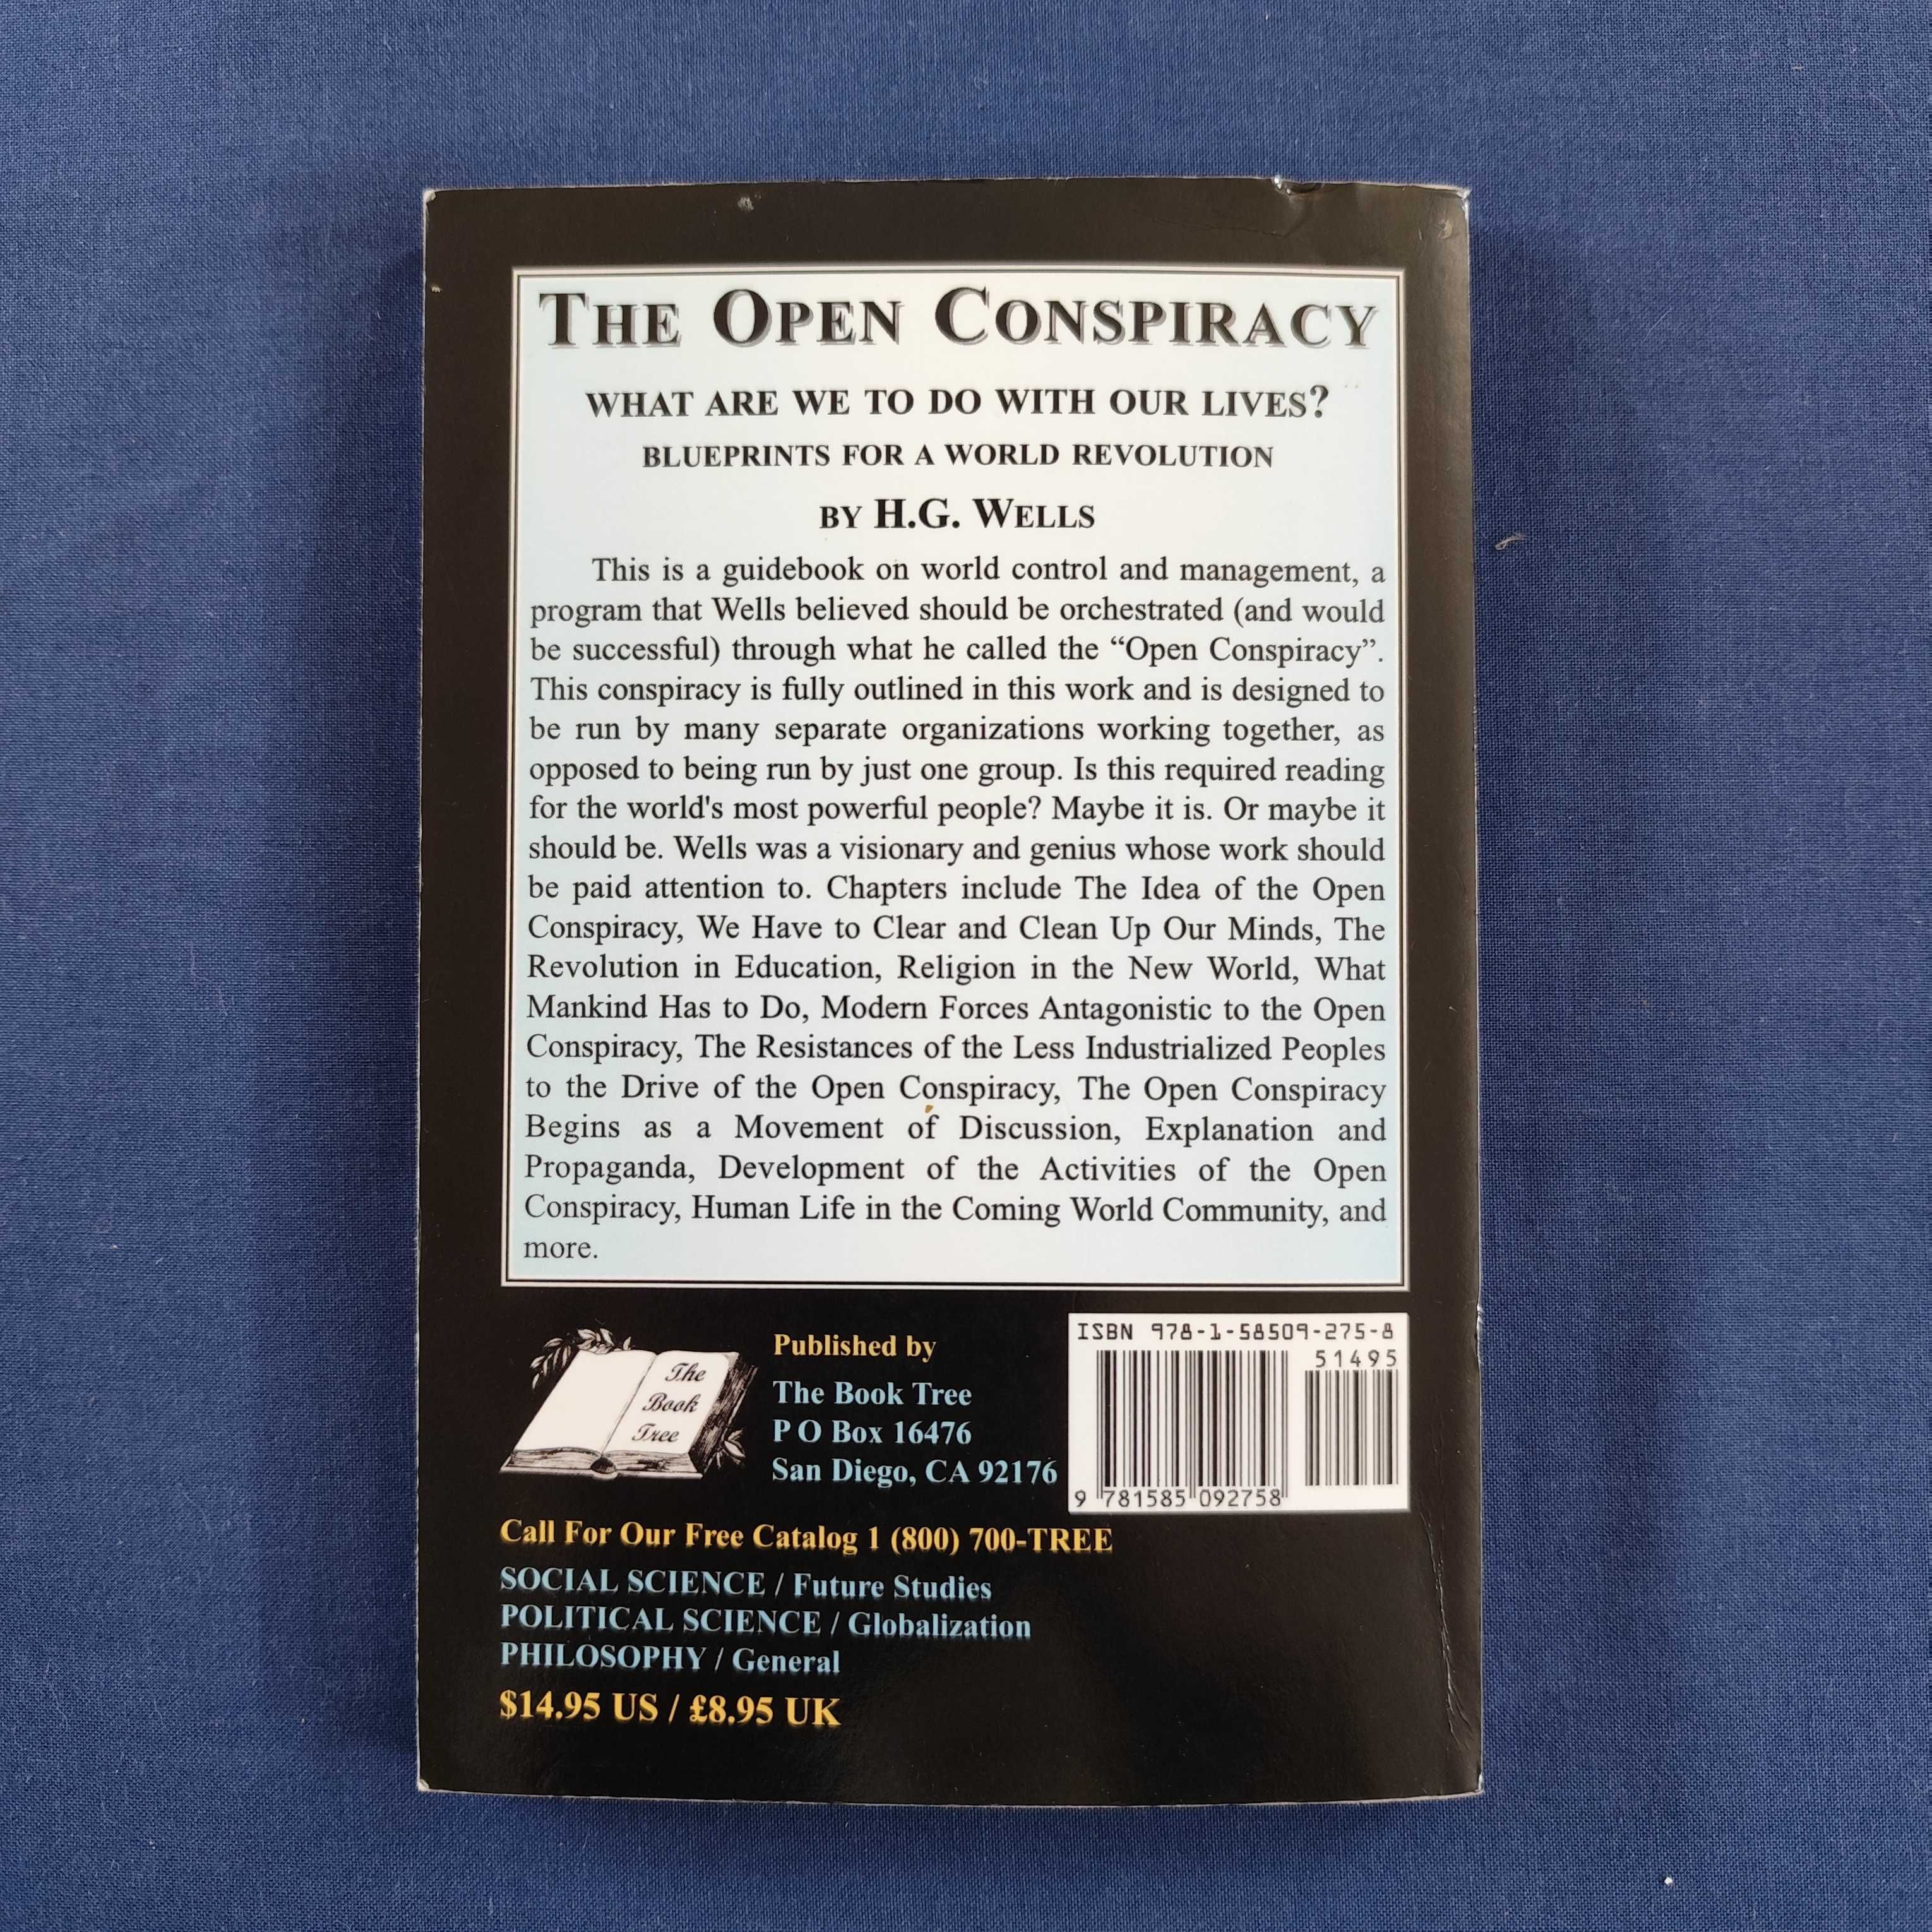 THE OPEN CONSPIRACY
WHAT ARE WE TO DO WITH OUR LIVES?
BLUEPRINTS FOR A WORLD REVOLUTION
BY H.G. WELLS
This is a guidebook on world control and management, a
program that Wells believed should be orchestrated (and would
be successful) through what he called the “Open Conspiracy”.
This conspiracy is fully outlined in this work and is designed to
be run by many separate organizations working together, as
opposed to being run by just one group. Is this required reading
for the world's most powerful people? Maybe it is. Or maybe it
should be. Wells was a visionary and genius whose work should
be paid attention to. Chapters include The Idea of the Open
Conspiracy, We Have to Clear and Clean Up Our Minds, The
Revolution in Education, Religion in the New World, What
Mankind Has to Do, Modern Forces Antagonistic to the Open
Conspiracy, The Resistances of the Less Industrialized Peoples
to the Drive of the Open Conspiracy, The Open Conspiracy
Begins as a Movement of Discussion, Explanation and
Propaganda, Development of the Activities of the Open
Conspiracy, Human Life in the Coming World Community, and
more.
The
Book
Tree
Published by
The Book Tree
P O Box 16476
San Diego, CA 92176
ISBN 978-1-58509-275-8
51495
9 781585 092758
Call For Our Free Catalog 1 (800) 700-TREE
SOCIAL SCIENCE / Future Studies
POLITICAL SCIENCE / Globalization
PHILOSOPHY / General
$14.95 US / £8.95 UK